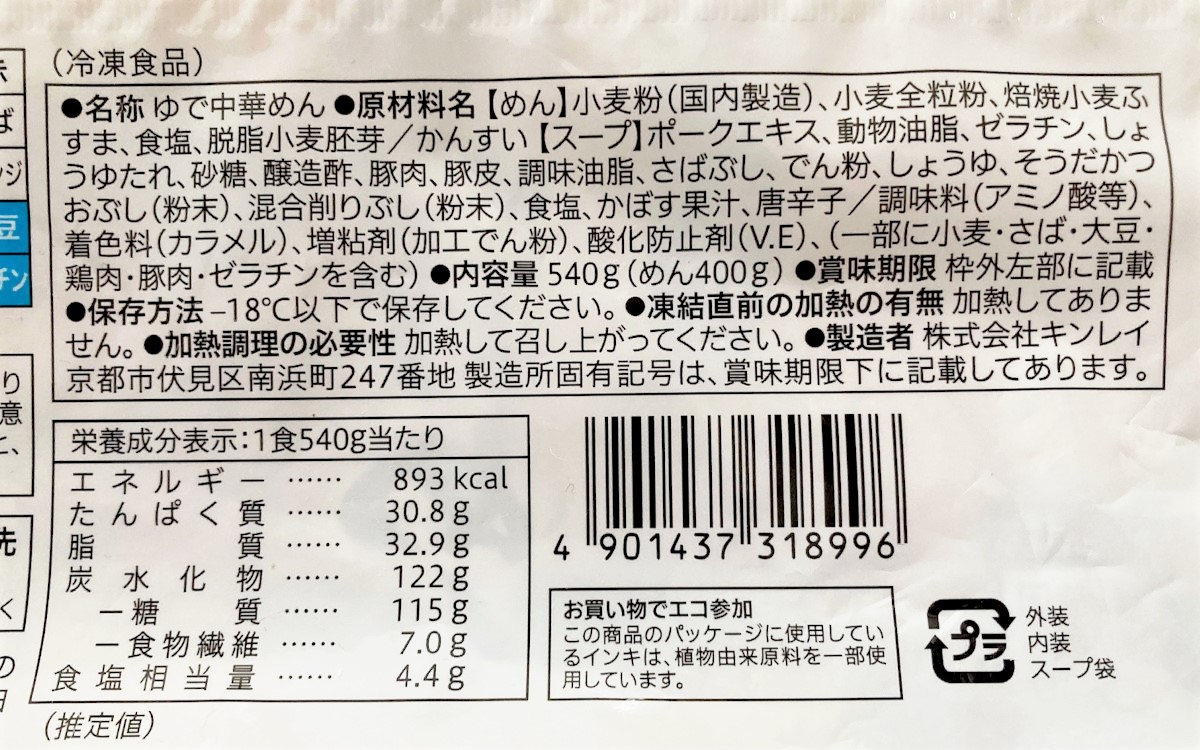 (冷凍食品)
●名称 ゆで中華めん ●原材料名【めん】小麦粉(国内製造)、小麦全粒粉、焙焼小麦ふ
すま、食塩、脱脂小麦胚芽／かんすい【スープ】ポークエキス、動物油脂、ゼラチン、しょ
うゆたれ、砂糖、醸造酢、豚肉、豚皮、調味油脂、さばぶし、でん粉、しょうゆ、そうだかつ
おぶし(粉末)、混合削りぶし(粉末)、食塩、かぼす果汁、唐辛子／調味料(アミノ酸等)、
着色料(カラメル)、増粘剤(加工でん粉)、酸化防止剤(V.E)、(一部に小麦・さば・大豆・
鶏肉・豚肉・ゼラチンを含む) ●内容量 540g(めん400g) ●賞味期限 枠外左部に記載
●保存方法 −18℃以下で保存してください。●凍結直前の加熱の有無 加熱してありま
せん。●加熱調理の必要性 加熱して召し上がってください。●製造者 株式会社キンレイ
京都市伏見区南浜町247番地 製造所固有記号は、賞味期限下に記載してあります。
栄養成分表示:1食540g当たり
エネルギー …… 893 kcal
たんぱく質 …… 30.8 g
脂質 …… 32.9 g
炭水化物 …… 122 g
－糖質 …… 115 g
－食物繊維 …… 7.0 g
食塩相当量 …… 4.4 g
(推定値)
4 901437 318996
お買い物でエコ参加
この商品のパッケージに使用してい
るインキは、植物由来原料を一部使
用しています。
プラ
外装
内装
スープ袋
ば
ジ
豆
チン
り
意
先
く
の